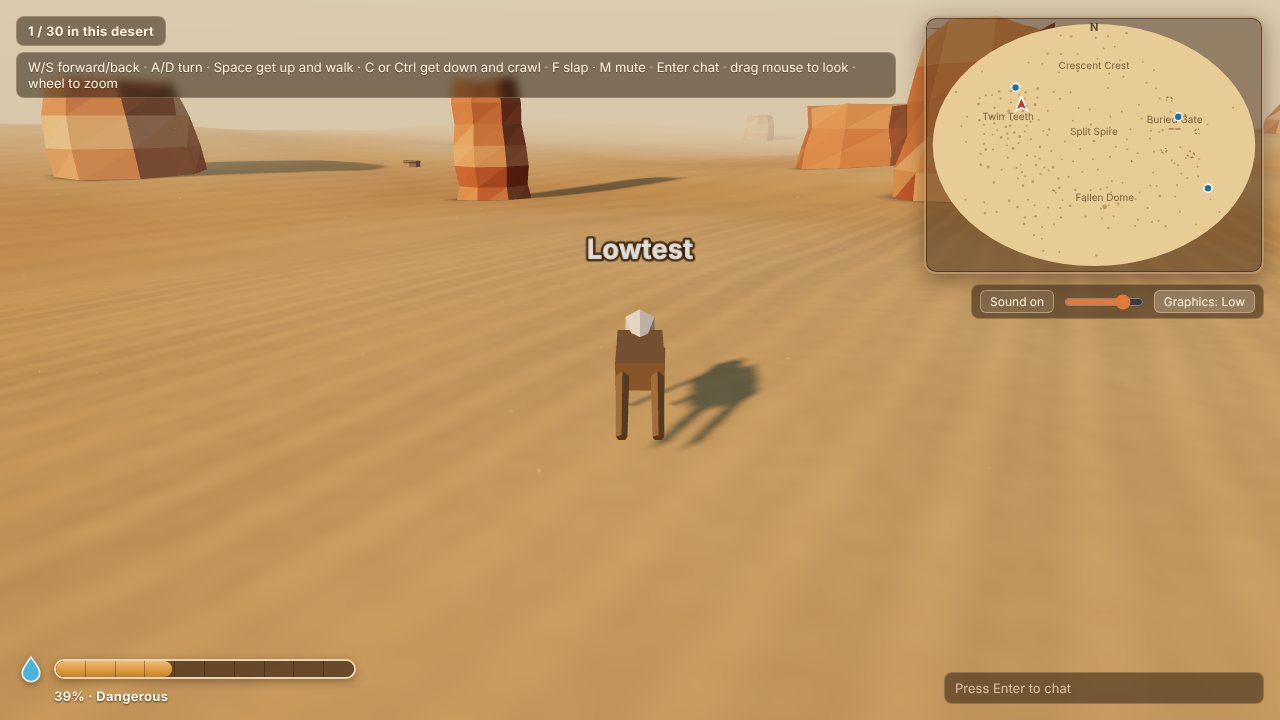 1 / 30 in this desert
W/S forward/back · A/D turn · Space get up and walk · C or Ctrl get down and crawl · F slap · M mute · Enter chat · drag mouse to look ·
wheel to zoom
N
Crescent Crest
Twin Teeth
Buried Gate
Split Spire
Fallen Dome
Sound on
Graphics: Low
Lowtest
39% · Dangerous
Press Enter to chat